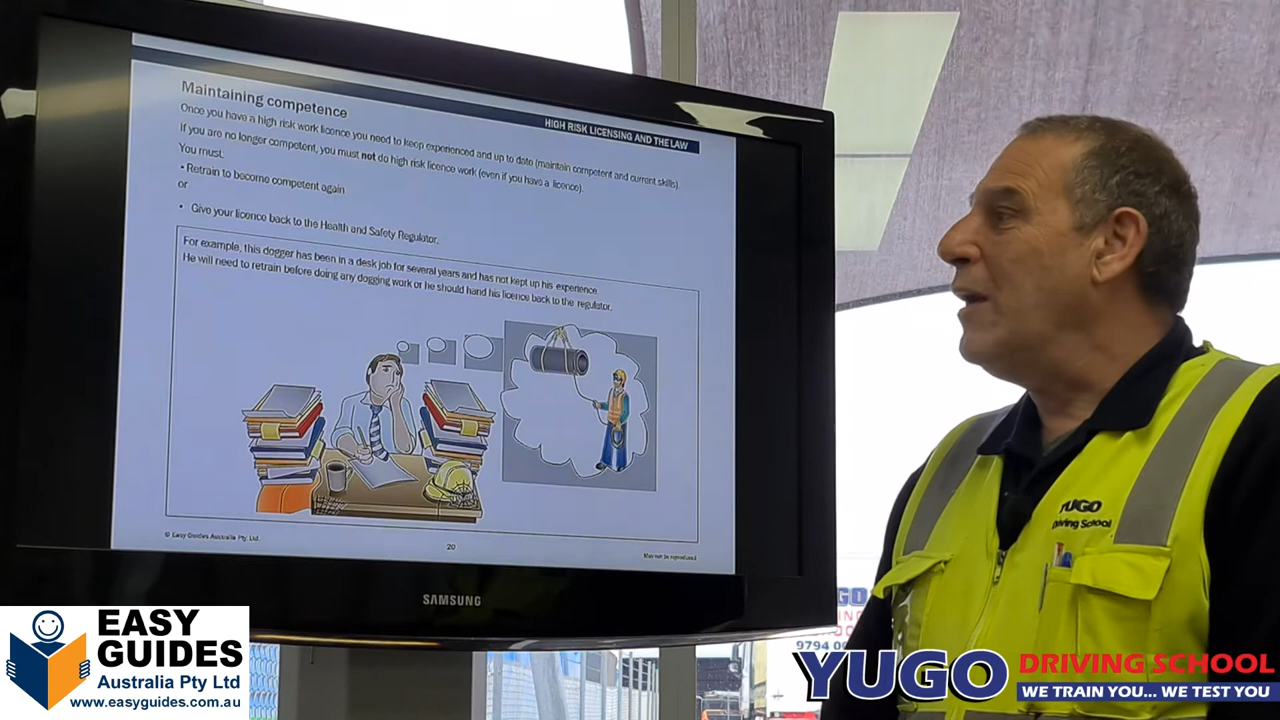 HIGH RISK LICENSING AND THE LAW
Maintaining competence
Once you have a high risk work licence you need to keep experienced and up to date (maintain competent and current skills).
If you are no longer competent, you must not do high risk licence work (even if you have a licence).
You must:
• Retrain to become competent again
or
• Give your licence back to the Health and Safety Regulator.
For example, this dogger has been in a desk job for several years and has not kept up his experience.
He will need to retrain before doing any dogging work or he should hand his licence back to the regulator.
© Easy Guides Australia Pty. Ltd.
20
May not be reproduced
SAMSUNG
YUGO
Driving School
EASY
GUIDES
Australia Pty Ltd
www.easyguides.com.au
YUGO
DRIVING SCHOOL
WE TRAIN YOU... WE TEST YOU